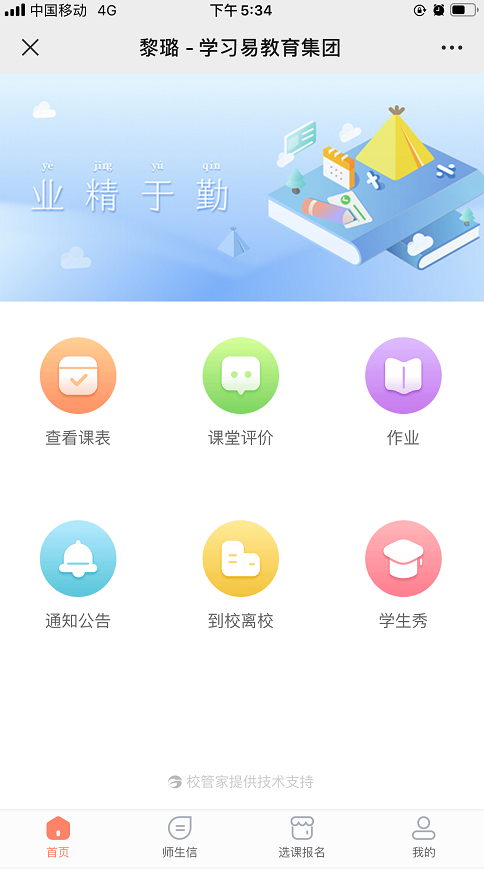 中国移动 4G 下午5:34
黎璐 - 学习易教育集团
yè jīng yú qín
业精于勤
查看课表 课堂评价 作业
通知公告 到校离校 学生秀
校管家提供技术支持
首页 师生信 选课报名 我的